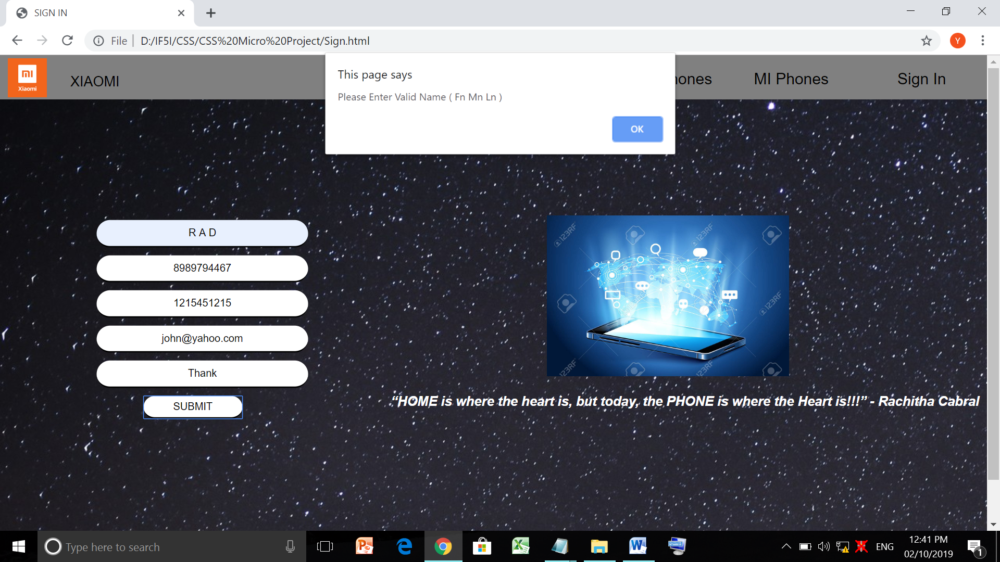 SIGN IN
File
D:/IF5I/CSS/CSS%20Micro%20Project/Sign.html
Y
mi
Xiaomi
XIAOMI
hones
MI Phones
Sign In
This page says
Please Enter Valid Name ( Fn Mn Ln )
OK
R A D
8989794467
1215451215
john@yahoo.com
Thank
SUBMIT
123RF
123RF
123RF
123RF
123RF
“HOME is where the heart is, but today, the PHONE is where the Heart is!!!” - Rachitha Cabral
Type here to search
ENG
12:41 PM
02/10/2019
1